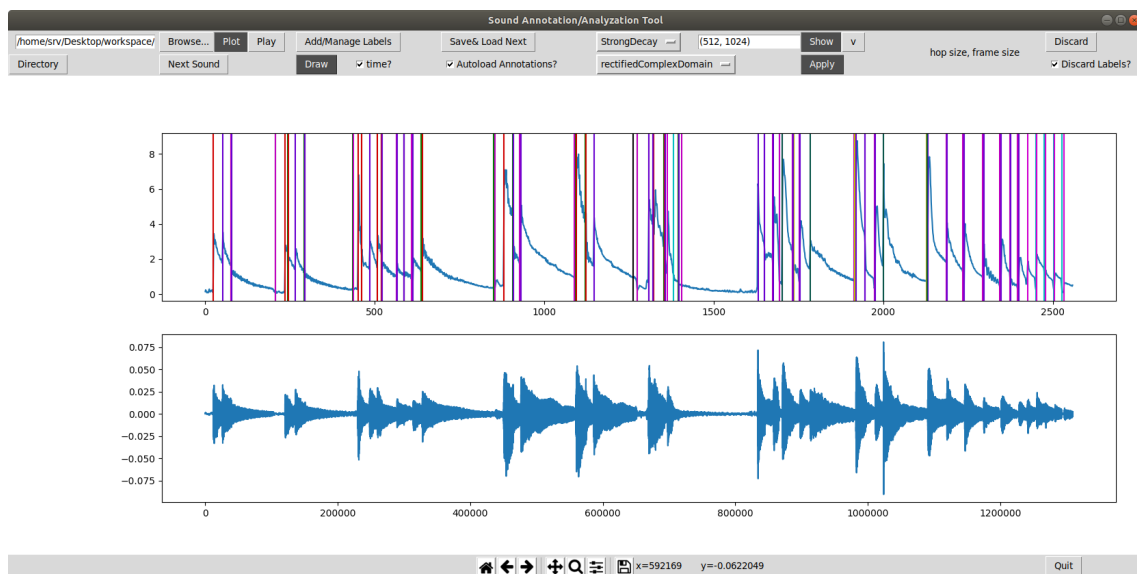 Sound Annotation/Analyzation Tool
/home/srv/Desktop/workspace/ Browse... Plot Play Add/Manage Labels Save& Load Next StrongDecay (512, 1024) Show v hop size, frame size Discard
Directory Next Sound Draw time? Autoload Annotations? rectifiedComplexDomain Apply Discard Labels?
8
6
4
2
0
0 500 1000 1500 2000 2500
0.075
0.050
0.025
0.000
−0.025
−0.050
−0.075
0 200000 400000 600000 800000 1000000 1200000
x=592169 y=-0.0622049 Quit